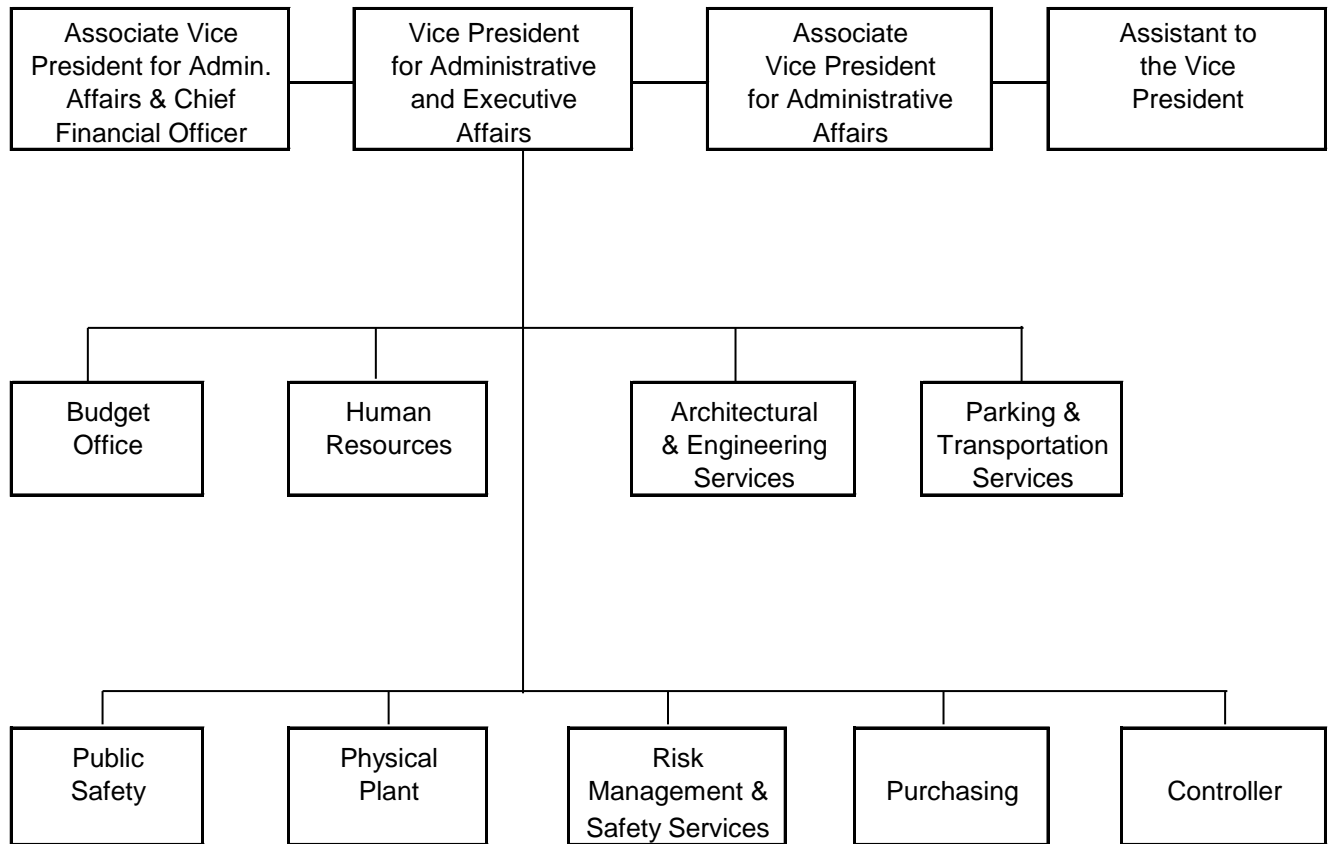 Associate Vice
President for Admin.
Affairs & Chief
Financial Officer
Vice President
for Administrative
and Executive
Affairs
Associate
Vice President
for Administrative
Affairs
Assistant to
the Vice
President
Budget
Office
Human
Resources
Architectural
& Engineering
Services
Parking &
Transportation
Services
Public
Safety
Physical
Plant
Risk
Management &
Safety Services
Purchasing
Controller